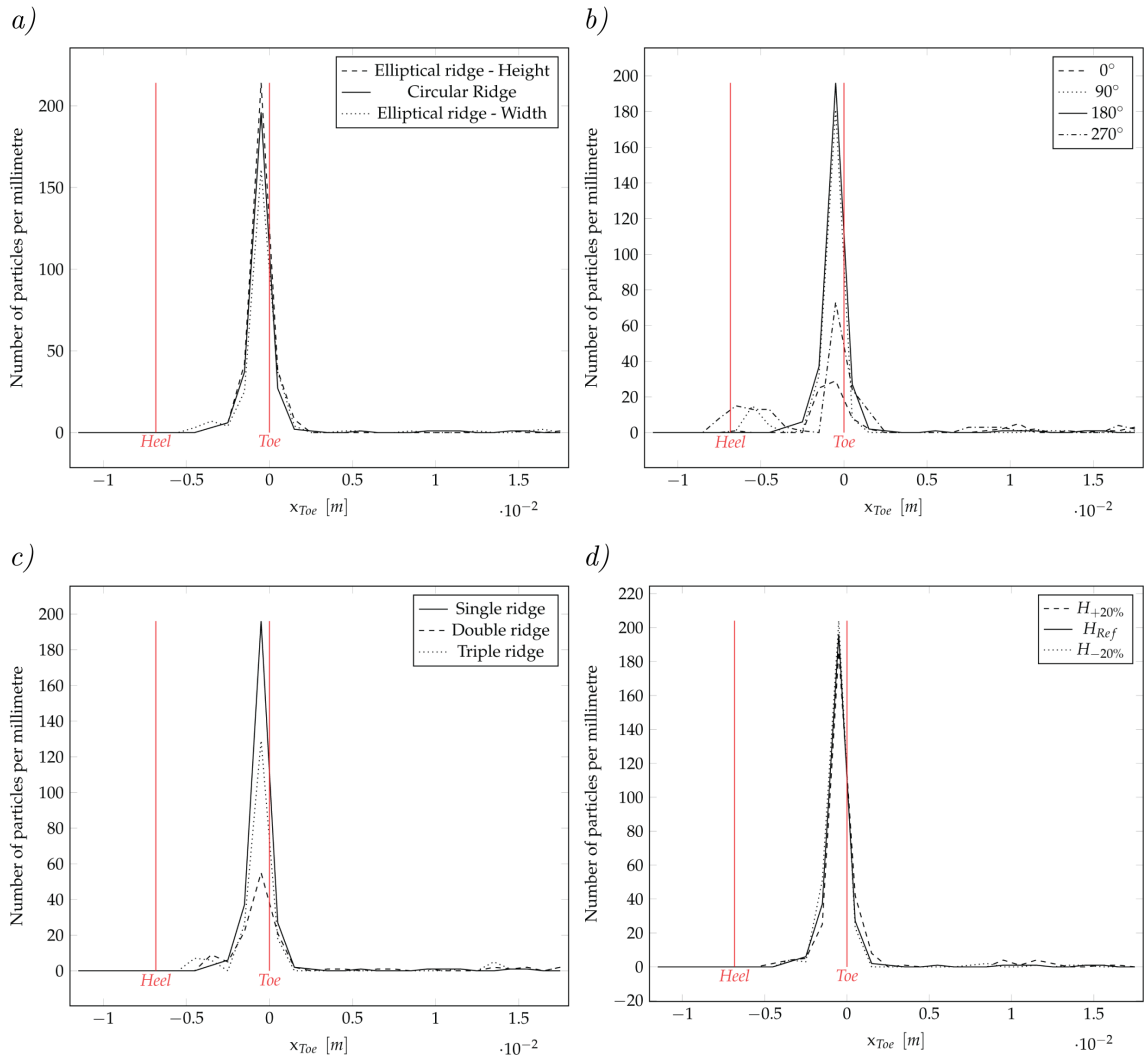 a)
Number of particles per millimetre
200
150
100
50
0
Elliptical ridge - Height
Circular Ridge
Elliptical ridge - Width
Heel
Toe
−1
−0.5
0
0.5
1
1.5
x_Toe [m]
·10⁻²
b)
Number of particles per millimetre
200
180
160
140
120
100
80
60
40
20
0
0°
90°
180°
270°
Heel
Toe
−1
−0.5
0
0.5
1
1.5
x_Toe [m]
·10⁻²
c)
Number of particles per millimetre
200
180
160
140
120
100
80
60
40
20
0
Single ridge
Double ridge
Triple ridge
Heel
Toe
−1
−0.5
0
0.5
1
1.5
x_Toe [m]
·10⁻²
d)
Number of particles per millimetre
220
200
180
160
140
120
100
80
60
40
20
0
−20
H_+20%
H_Ref
H_−20%
Heel
Toe
−1
−0.5
0
0.5
1
1.5
x_Toe [m]
·10⁻²